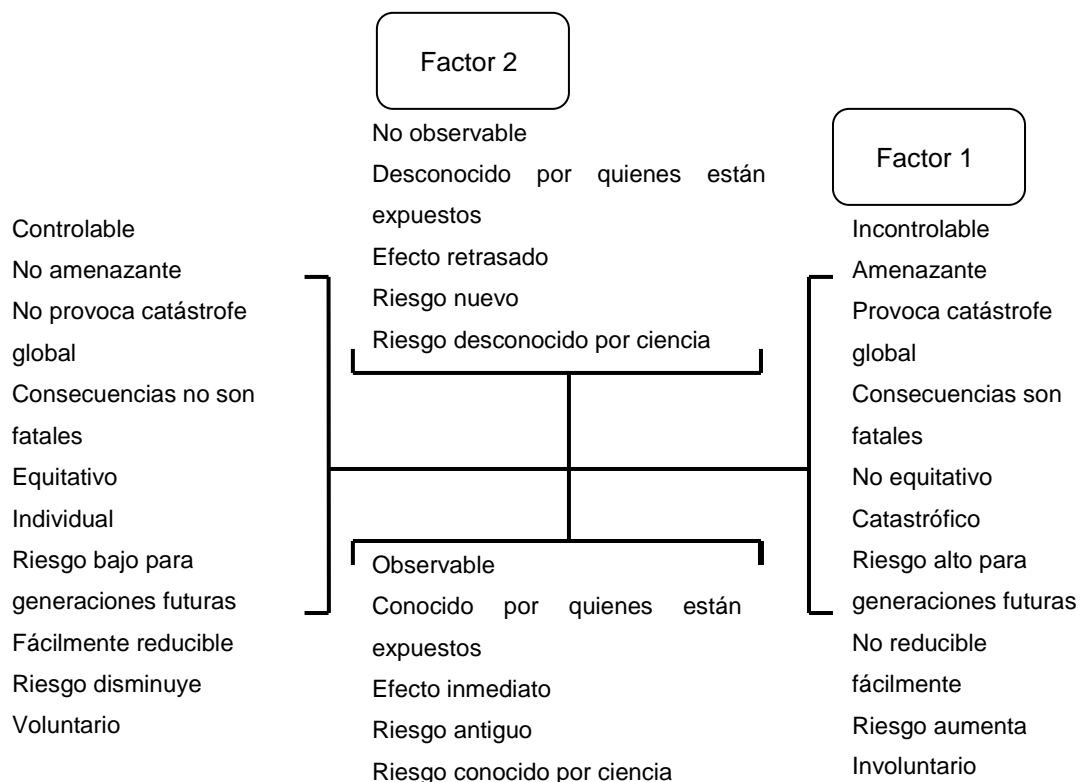 Factor 2
No observable
Desconocido por quienes están
expuestos
Efecto retrasado
Riesgo nuevo
Riesgo desconocido por ciencia
Factor 1
Incontrolable
Amenazante
Provoca catástrofe
global
Consecuencias son
fatales
No equitativo
Catastrófico
Riesgo alto para
generaciones futuras
No reducible
fácilmente
Riesgo aumenta
Involuntario
Controlable
No amenazante
No provoca catástrofe
global
Consecuencias no son
fatales
Equitativo
Individual
Riesgo bajo para
generaciones futuras
Fácilmente reducible
Riesgo disminuye
Voluntario
Observable
Conocido por quienes están
expuestos
Efecto inmediato
Riesgo antiguo
Riesgo conocido por ciencia